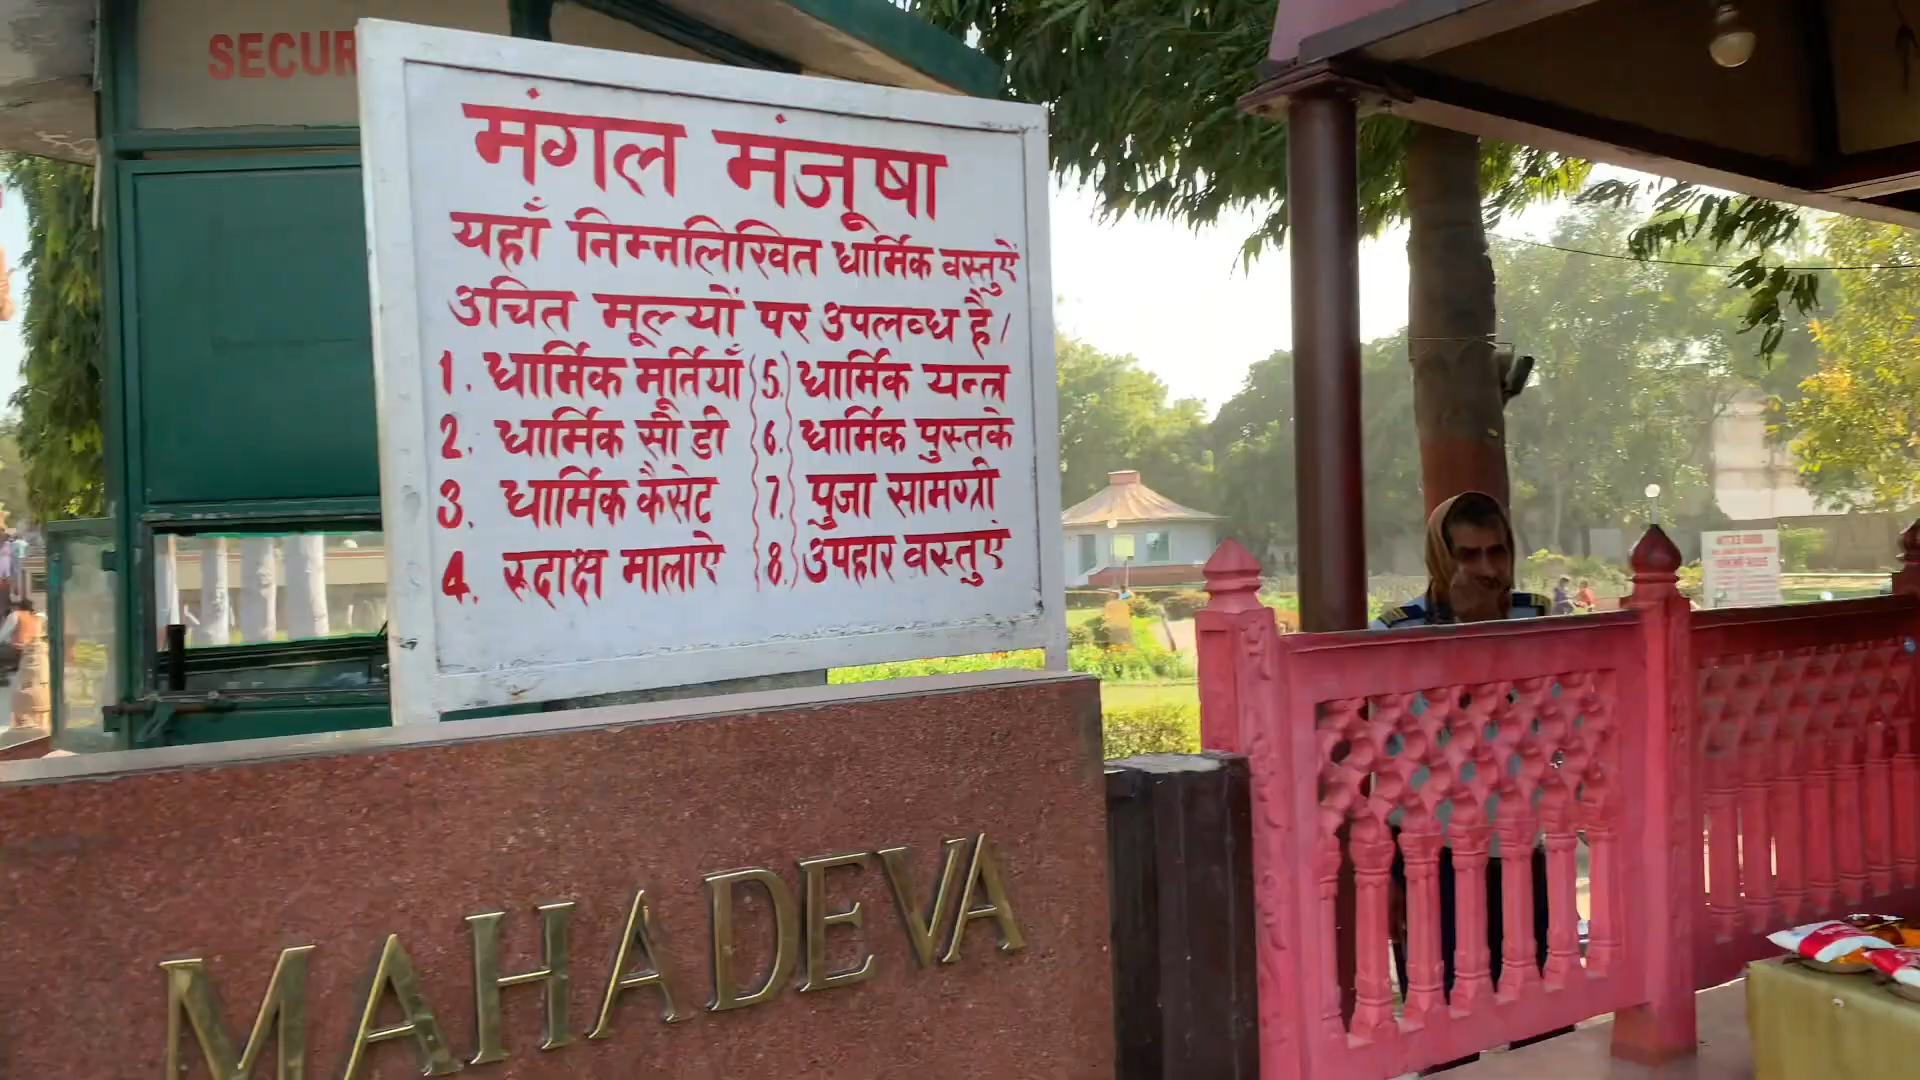 SECUR
मंगल मंजूषा
यहाँ निम्नलिखित धार्मिक वस्तुऐं
उचित मूल्यों पर उपलब्ध है।
1. धार्मिक मूर्तियाँ 5. धार्मिक यन्त्र
2. धार्मिक सी डी 6. धार्मिक पुस्तके
3. धार्मिक कैसेट 7. पुजा सामग्री
4. रूद्राक्ष मालाऐ 8. उपहार वस्तुएं
MAHADEVA